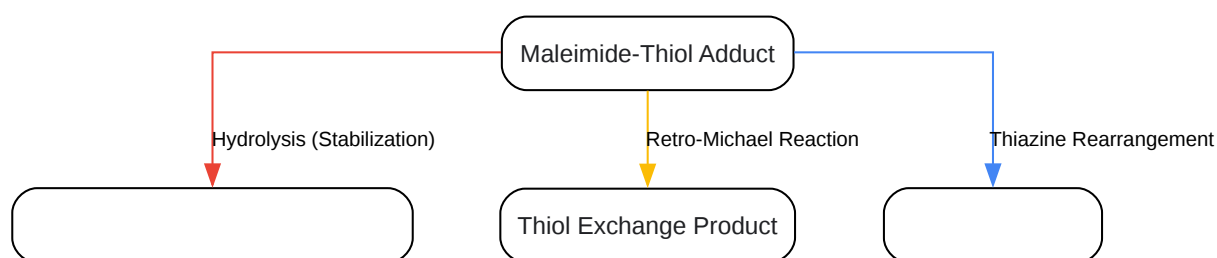 Maleimide-Thiol Adduct
Hydrolysis (Stabilization)
Retro-Michael Reaction
Thiazine Rearrangement
Thiol Exchange Product